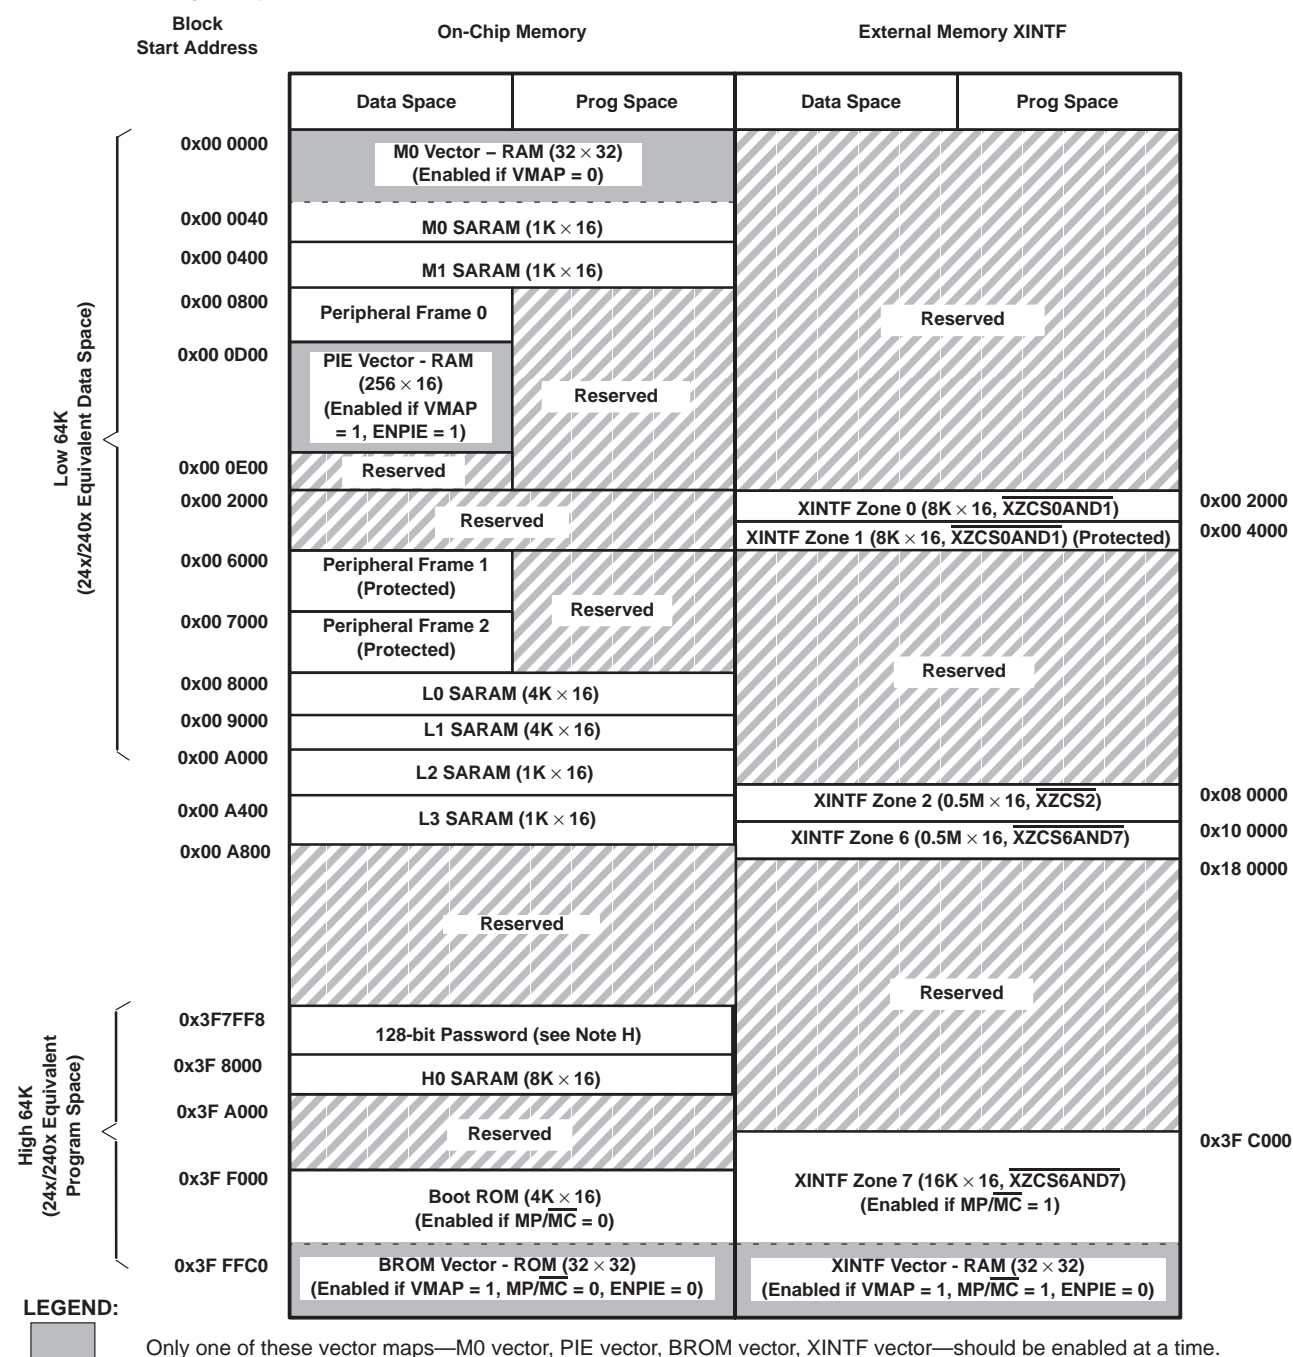 Block
Start Address
On-Chip Memory
External Memory XINTF
Data Space
Prog Space
Data Space
Prog Space
Low 64K
(24x/240x Equivalent Data Space)
0x00 0000
M0 Vector – RAM (32 × 32)
(Enabled if VMAP = 0)
0x00 0040
M0 SARAM (1K × 16)
0x00 0400
M1 SARAM (1K × 16)
0x00 0800
Peripheral Frame 0
Reserved
0x00 0D00
PIE Vector - RAM
(256 × 16)
(Enabled if VMAP
= 1, ENPIE = 1)
Reserved
0x00 0E00
Reserved
0x00 2000
Reserved
XINTF Zone 0 (8K × 16, XZCS0AND1)
0x00 2000
XINTF Zone 1 (8K × 16, XZCS0AND1) (Protected)
0x00 4000
0x00 6000
Peripheral Frame 1
(Protected)
Reserved
0x00 7000
Peripheral Frame 2
(Protected)
Reserved
0x00 8000
L0 SARAM (4K × 16)
0x00 9000
L1 SARAM (4K × 16)
0x00 A000
L2 SARAM (1K × 16)
XINTF Zone 2 (0.5M × 16, XZCS2)
0x08 0000
0x00 A400
L3 SARAM (1K × 16)
XINTF Zone 6 (0.5M × 16, XZCS6AND7)
0x10 0000
0x00 A800
0x18 0000
Reserved
Reserved
High 64K
(24x/240x Equivalent
Program Space)
0x3F7FF8
128-bit Password (see Note H)
0x3F 8000
H0 SARAM (8K × 16)
0x3F A000
Reserved
0x3F C000
0x3F F000
Boot ROM (4K × 16)
(Enabled if MP/MC = 0)
XINTF Zone 7 (16K × 16, XZCS6AND7)
(Enabled if MP/MC = 1)
0x3F FFC0
BROM Vector - ROM (32 × 32)
(Enabled if VMAP = 1, MP/MC = 0, ENPIE = 0)
XINTF Vector - RAM (32 × 32)
(Enabled if VMAP = 1, MP/MC = 1, ENPIE = 0)
LEGEND:
Only one of these vector maps—M0 vector, PIE vector, BROM vector, XINTF vector—should be enabled at a time.